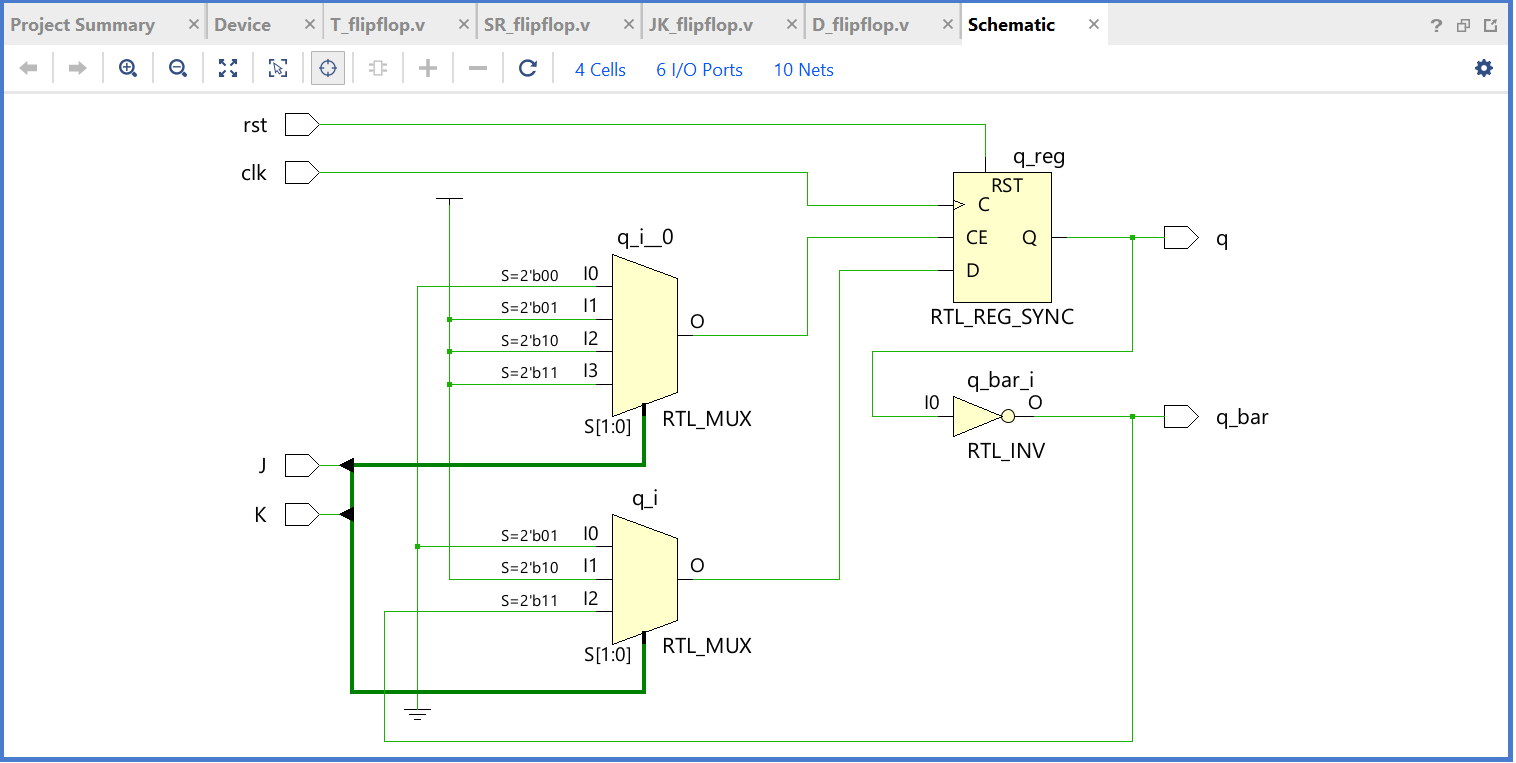 Project Summary × Device × T_flipflop.v × SR_flipflop.v × JK_flipflop.v × D_flipflop.v × Schematic × ?
4 Cells 6 I/O Ports 10 Nets
rst
q_reg
clk
RST
C
CE Q
q
D
RTL_REG_SYNC
q_i__0
S=2'b00 I0
S=2'b01 I1
S=2'b10 I2
S=2'b11 I3
O
S[1:0] RTL_MUX
q_bar_i
I0 O
q_bar
RTL_INV
J
K
q_i
S=2'b01 I0
S=2'b10 I1
S=2'b11 I2
O
S[1:0] RTL_MUX